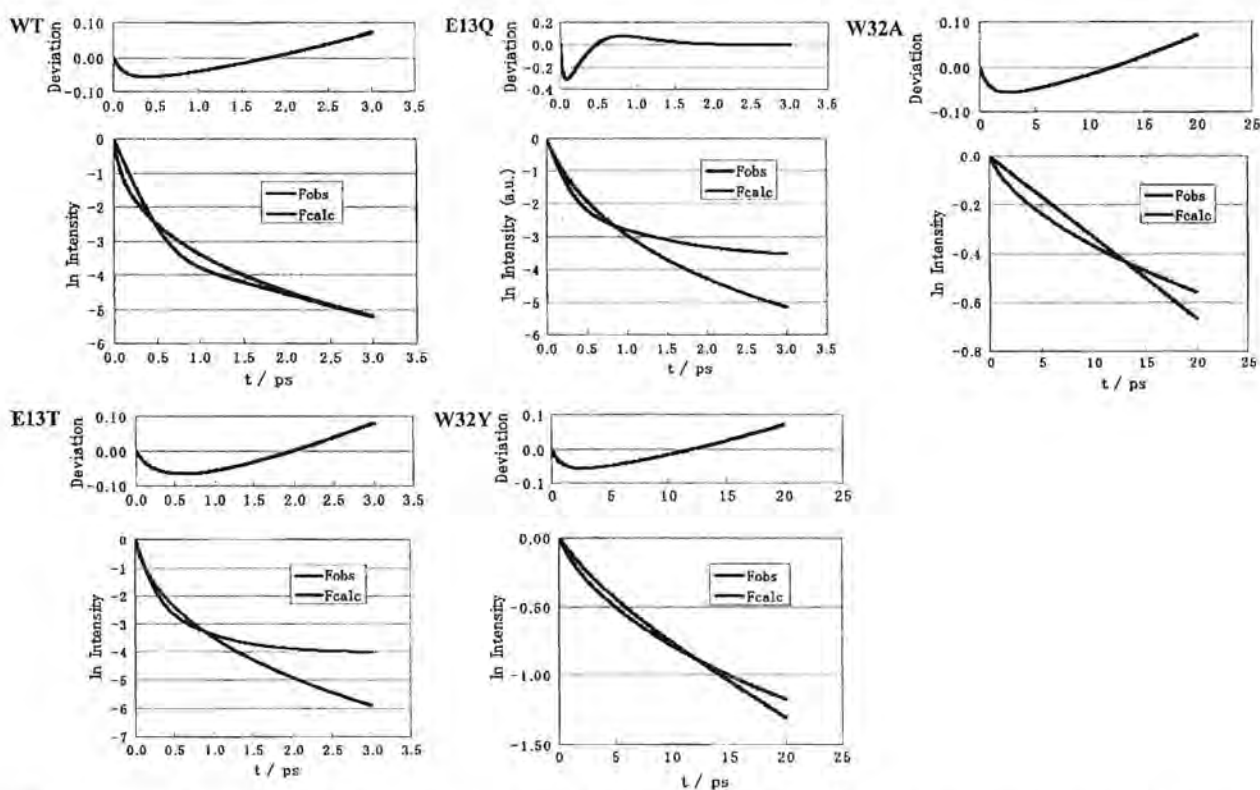 WT
Deviation
0.10
0.00
-0.10
0.0 0.5 1.0 1.5 2.0 2.5 3.0 3.5
ln Intensity
0
-1
-2
-3
-4
-5
-6
Fobs
Fcalc
0.0 0.5 1.0 1.5 2.0 2.5 3.0 3.5
t / ps
E13Q
Deviation
0.2
0.0
-0.2
-0.4
0.0 0.5 1.0 1.5 2.0 2.5 3.0 3.5
ln Intensity (a.u.)
0
-1
-2
-3
-4
-5
-6
Fobs
Fcalc
0.0 0.5 1.0 1.5 2.0 2.5 3.0 3.5
t / ps
W32A
Deviation
0.10
0.00
-0.10
0 5 10 15 20 25
ln Intensity
0.0
-0.2
-0.4
-0.6
-0.8
Fobs
Fcalc
0 5 10 15 20 25
t / ps
E13T
Deviation
0.10
0.00
-0.10
0.0 0.5 1.0 1.5 2.0 2.5 3.0 3.5
ln Intensity
0
-1
-2
-3
-4
-5
-6
-7
Fobs
Fcalc
0.0 0.5 1.0 1.5 2.0 2.5 3.0 3.5
t / ps
W32Y
Deviation
0.1
0.0
-0.1
0 5 10 15 20 25
ln Intensity
0.00
-0.50
-1.00
-1.50
Fobs
Fcalc
0 5 10 15 20 25
t / ps